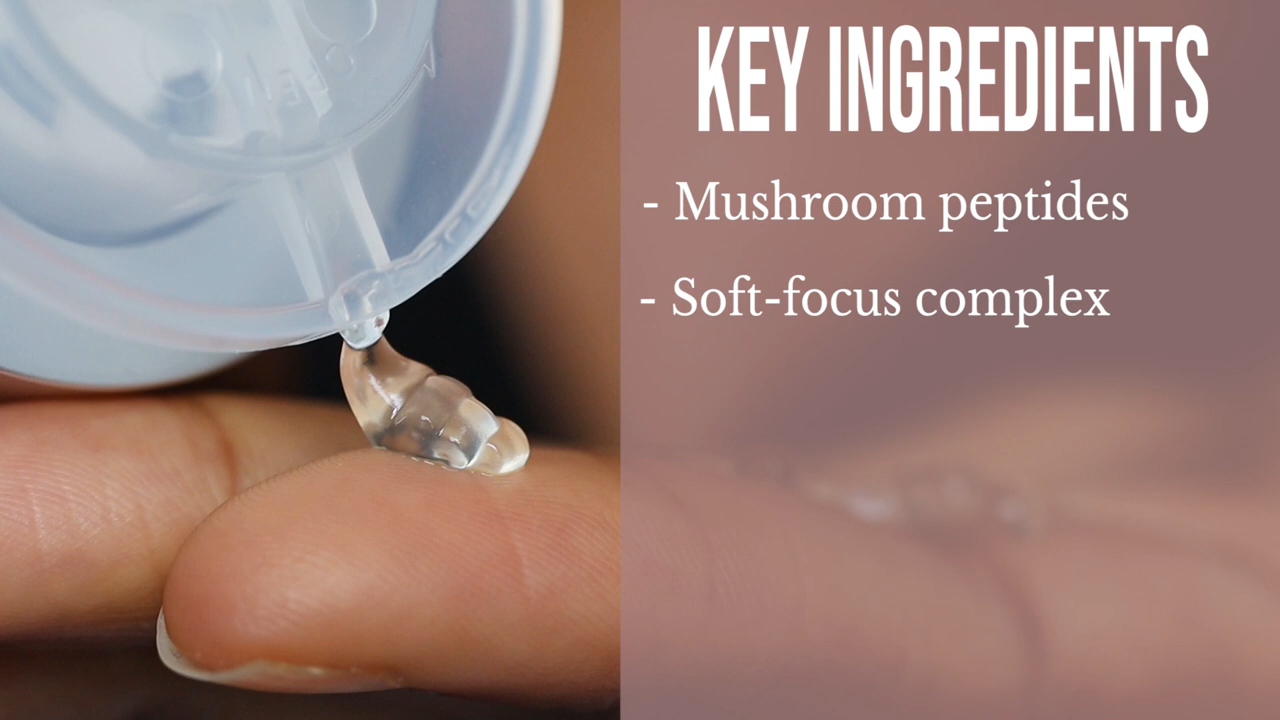 KEY INGREDIENTS
- Mushroom peptides
- Soft-focus complex